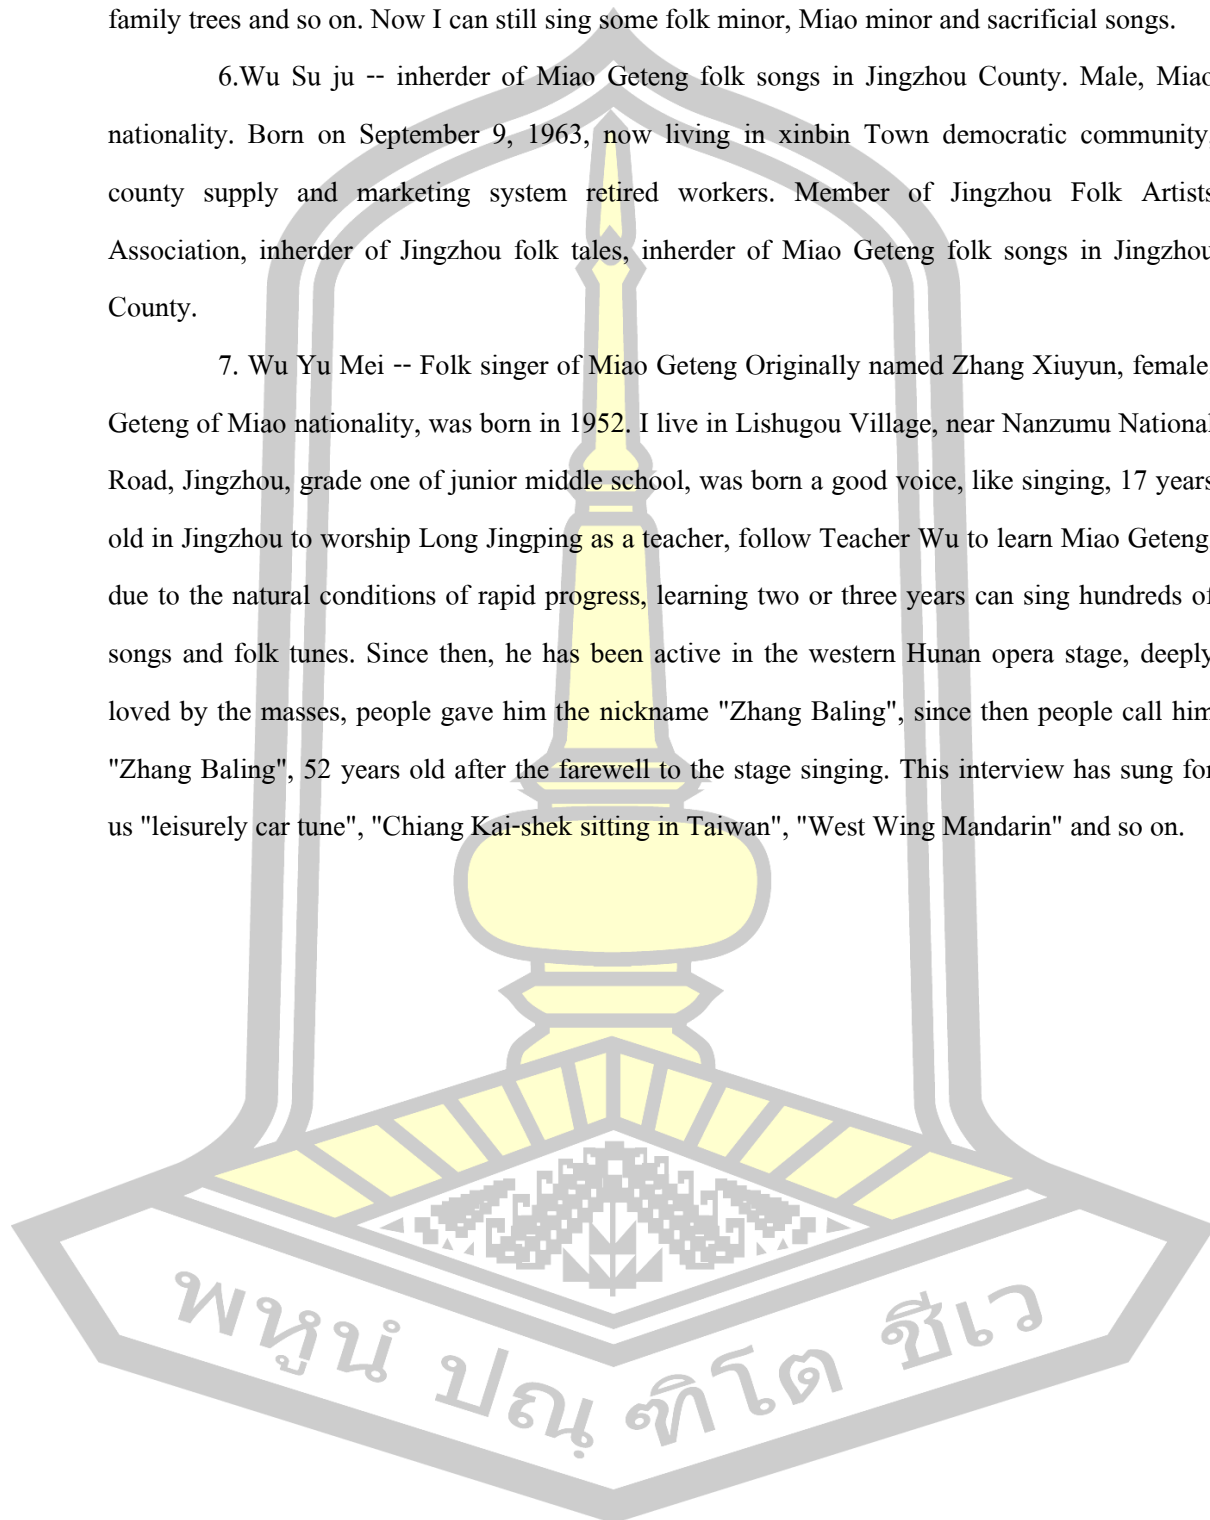 family trees and so on. Now I can still sing some folk minor, Miao minor and sacrificial songs.
6.Wu Su ju -- inherder of Miao Geteng folk songs in Jingzhou County. Male, Miao
nationality. Born on September 9, 1963, now living in xinbin Town democratic community,
county supply and marketing system retired workers. Member of Jingzhou Folk Artists
Association, inherder of Jingzhou folk tales, inherder of Miao Geteng folk songs in Jingzhou
County.
7. Wu Yu Mei -- Folk singer of Miao Geteng Originally named Zhang Xiuyun, female
Geteng of Miao nationality, was born in 1952. I live in Lishugou Village, near Nanzumu National
Road, Jingzhou, grade one of junior middle school, was born a good voice, like singing, 17 years
old in Jingzhou to worship Long Jingping as a teacher, follow Teacher Wu to learn Miao Geteng
due to the natural conditions of rapid progress, learning two or three years can sing hundreds of
songs and folk tunes. Since then, he has been active in the western Hunan opera stage, deeply
loved by the masses, people gave him the nickname "Zhang Baling", since then people call him
"Zhang Baling", 52 years old after the farewell to the stage singing. This interview has sung for
us "leisurely car tune", "Chiang Kai-shek sitting in Taiwan", "West Wing Mandarin" and so on.
พหูนํ ปณฺฑิโต ชีเว